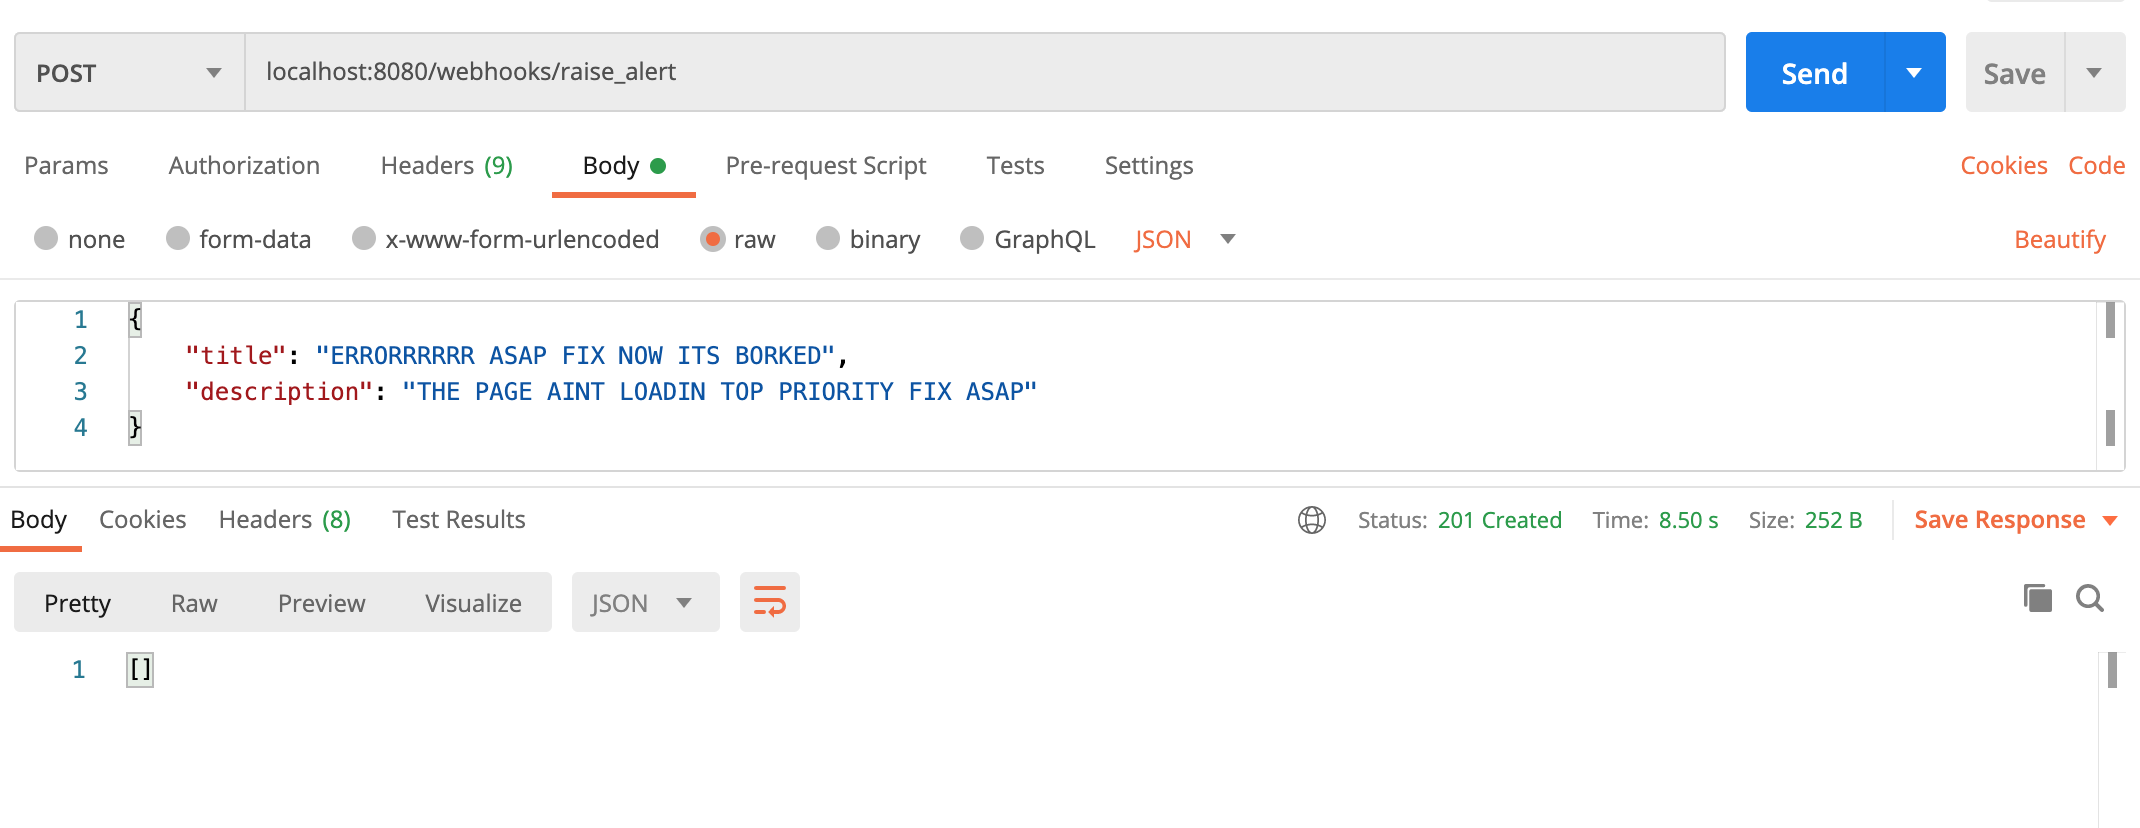 POST localhost:8080/webhooks/raise_alert Send Save
Params Authorization Headers (9) Body Pre-request Script Tests Settings Cookies Code
none form-data x-www-form-urlencoded raw binary GraphQL JSON Beautify
1 {
2 "title": "ERRORRRRRR ASAP FIX NOW ITS BORKED",
3 "description": "THE PAGE AINT LOADIN TOP PRIORITY FIX ASAP"
4 }
Body Cookies Headers (8) Test Results Status: 201 Created Time: 8.50 s Size: 252 B Save Response
Pretty Raw Preview Visualize JSON
1 []